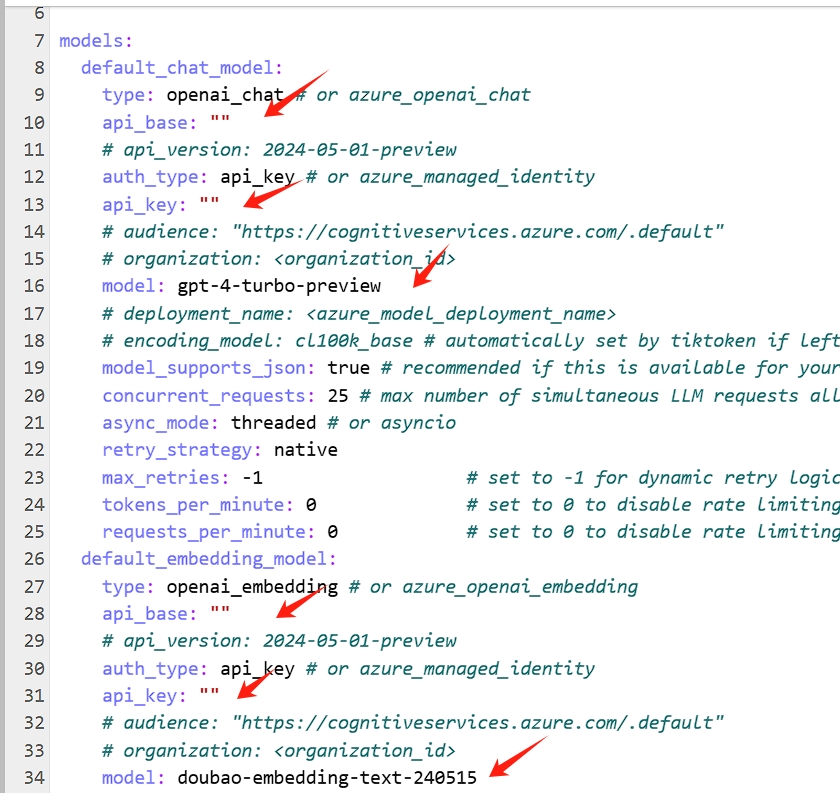 6
7 models:
8 default_chat_model:
9 type: openai_chat # or azure_openai_chat
10 api_base: ""
11 # api_version: 2024-05-01-preview
12 auth_type: api_key # or azure_managed_identity
13 api_key: ""
14 # audience: "https://cognitiveservices.azure.com/.default"
15 # organization: <organization_id>
16 model: gpt-4-turbo-preview
17 # deployment_name: <azure_model_deployment_name>
18 # encoding_model: cl100k_base # automatically set by tiktoken if left
19 model_supports_json: true # recommended if this is available for your
20 concurrent_requests: 25 # max number of simultaneous LLM requests all
21 async_mode: threaded # or asyncio
22 retry_strategy: native
23 max_retries: -1 # set to -1 for dynamic retry logic
24 tokens_per_minute: 0 # set to 0 to disable rate limiting
25 requests_per_minute: 0 # set to 0 to disable rate limiting
26 default_embedding_model:
27 type: openai_embedding # or azure_openai_embedding
28 api_base: ""
29 # api_version: 2024-05-01-preview
30 auth_type: api_key # or azure_managed_identity
31 api_key: ""
32 # audience: "https://cognitiveservices.azure.com/.default"
33 # organization: <organization_id>
34 model: doubao-embedding-text-240515